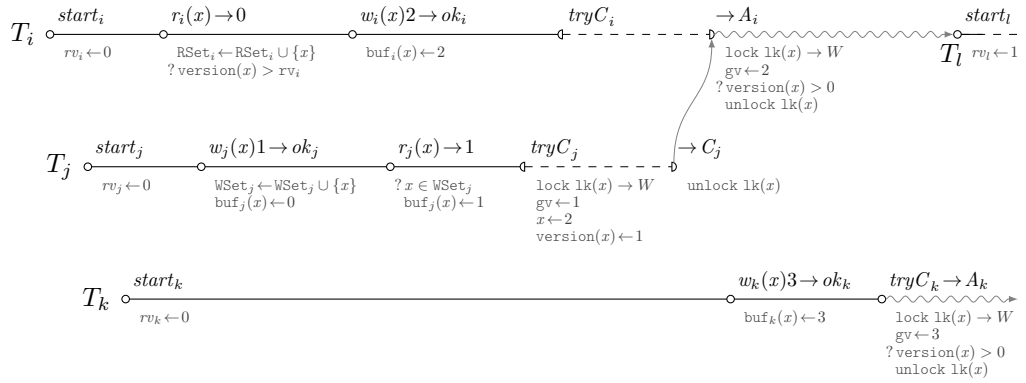 start_i r_i(x)→0 w_i(x)2→ok_i tryC_i →A_i start_l
T_i T_l
rv_i←0 RSet_i←RSet_i ∪ {x} buf_i(x)←2 lock lk(x)→W rv_l←1
?version(x) > rv_i gv←2
?version(x) > 0
unlock lk(x)
start_j w_j(x)1→ok_j r_j(x)→1 tryC_j →C_j
T_j
rv_j←0 WSet_j←WSet_j ∪ {x} ?x ∈ WSet_j lock lk(x)→W unlock lk(x)
buf_j(x)←0 buf_j(x)←1 gv←1
x←2
version(x)←1
start_k w_k(x)3→ok_k tryC_k→A_k
T_k
rv_k←0 buf_k(x)←3 lock lk(x)→W
gv←3
?version(x) > 0
unlock lk(x)